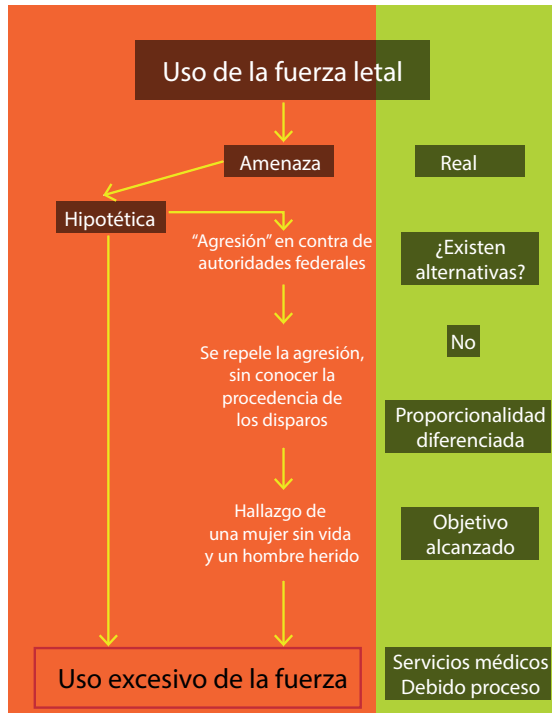 Uso de la fuerza letal
Amenaza
Real
Hipotética
“Agresión” en contra de
autoridades federales
¿Existen
alternativas?
No
Se repele la agresión,
sin conocer la
procedencia de
los disparos
Proporcionalidad
diferenciada
Hallazgo de
una mujer sin vida
y un hombre herido
Objetivo
alcanzado
Uso excesivo de la fuerza
Servicios médicos
Debido proceso